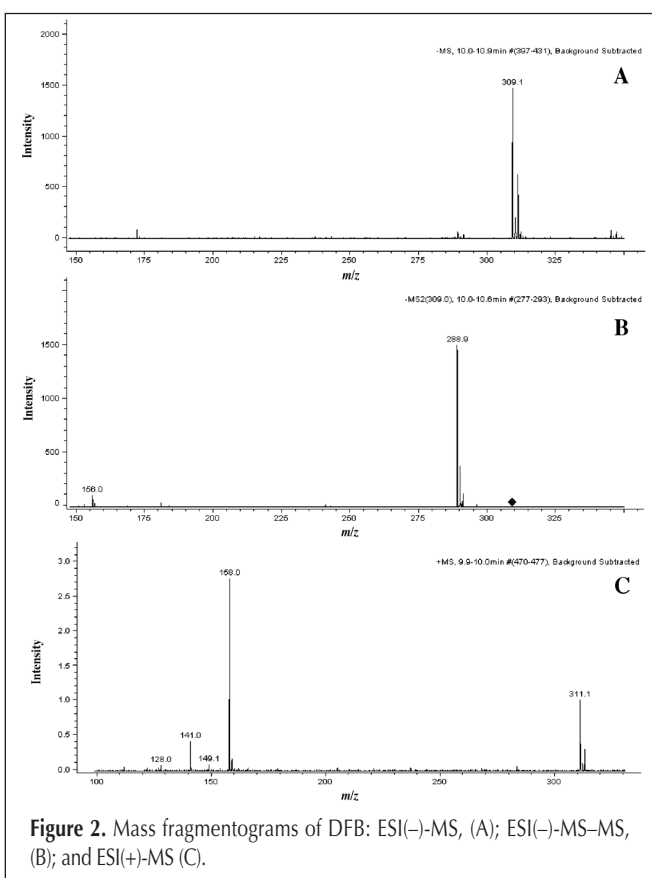 -MS, 10.0-10.9min #(397-431), Background Subtracted
A
2000
1500
1000
500
0
Intensity
309.1
150 175 200 225 250 275 300 325
m/z
-MS2(309.0), 10.0-10.6min #(277-293), Background Subtracted
B
1500
1000
500
0
Intensity
288.9
156.0
150 175 200 225 250 275 300 325
m/z
+MS, 9.9-10.0min #(470-477), Background Subtracted
C
3.0
2.5
2.0
1.5
1.0
0.5
0.0
Intensity
158.0
311.1
141.0
128.0 149.1
100 200 300
m/z
Figure 2. Mass fragmentograms of DFB: ESI(–)-MS, (A); ESI(–)-MS–MS,
(B); and ESI(+)-MS (C).